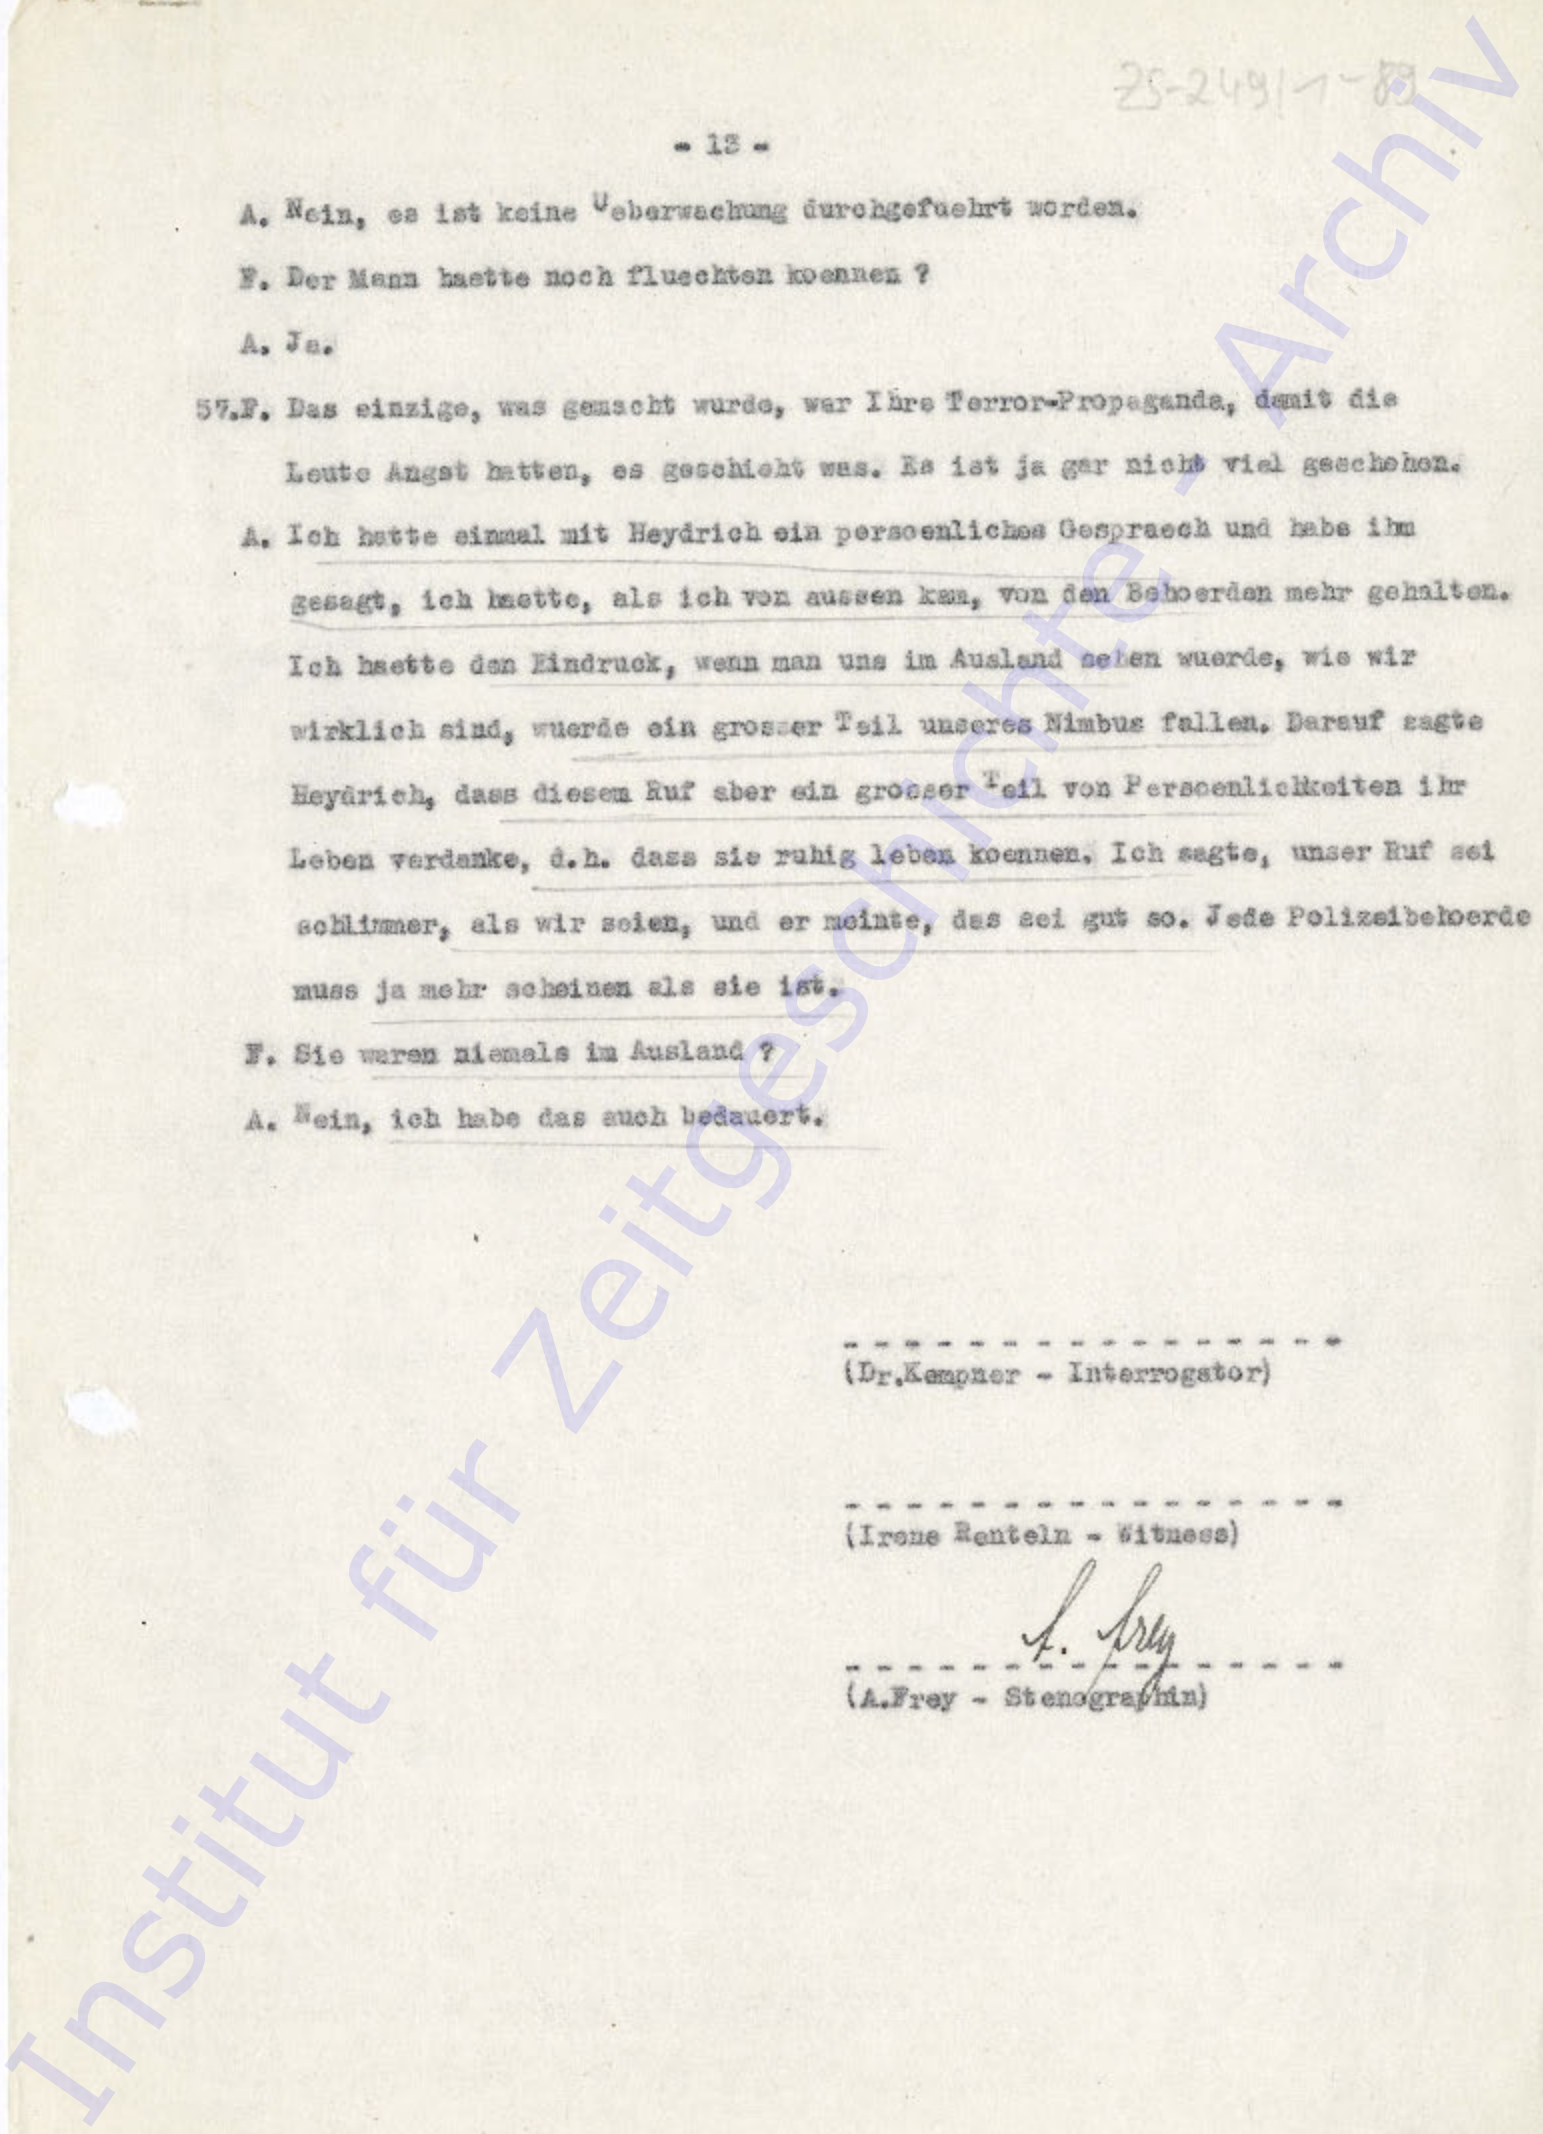 ZS-249/1-89
- 13 -
A. Nein, es ist keine Ueberwachung durchgefuehrt worden.
F. Der Mann haette noch fluechten koennen ?
A. Ja.
57.F. Das einzige, was gemacht wurde, war Ihre Terror-Propaganda, damit die
Leute Angst hatten, es geschieht was. Es ist ja gar nicht viel geschehen.
A. Ich hatte einmal mit Heydrich ein persoenliches Gespraech und habe ihm
gesagt, ich haette, als ich von aussen kam, von den Behoerden mehr gehalten.
Ich haette den Eindruck, wenn man uns im Ausland sehen wuerde, wie wir
wirklich sind, wuerde ein grosser Teil unseres Nimbus fallen. Darauf sagte
Heydrich, dass diesem Ruf aber ein grosser Teil von Persoenlichkeiten ihr
Leben verdanke, d.h. dass sie ruhig leben koennen. Ich sagte, unser Ruf sei
schlimmer, als wir seien, und er meinte, das sei gut so. Jede Polizeibehoerde
muss ja mehr scheinen als sie ist.
F. Sie waren niemals im Ausland ?
A. Nein, ich habe das auch bedauert.
(Dr.Kempner - Interrogator)
(Irene Renteln - Witness)
A. Frey
(A.Frey - Stenographin)
Institut für Zeitgeschichte - Archiv